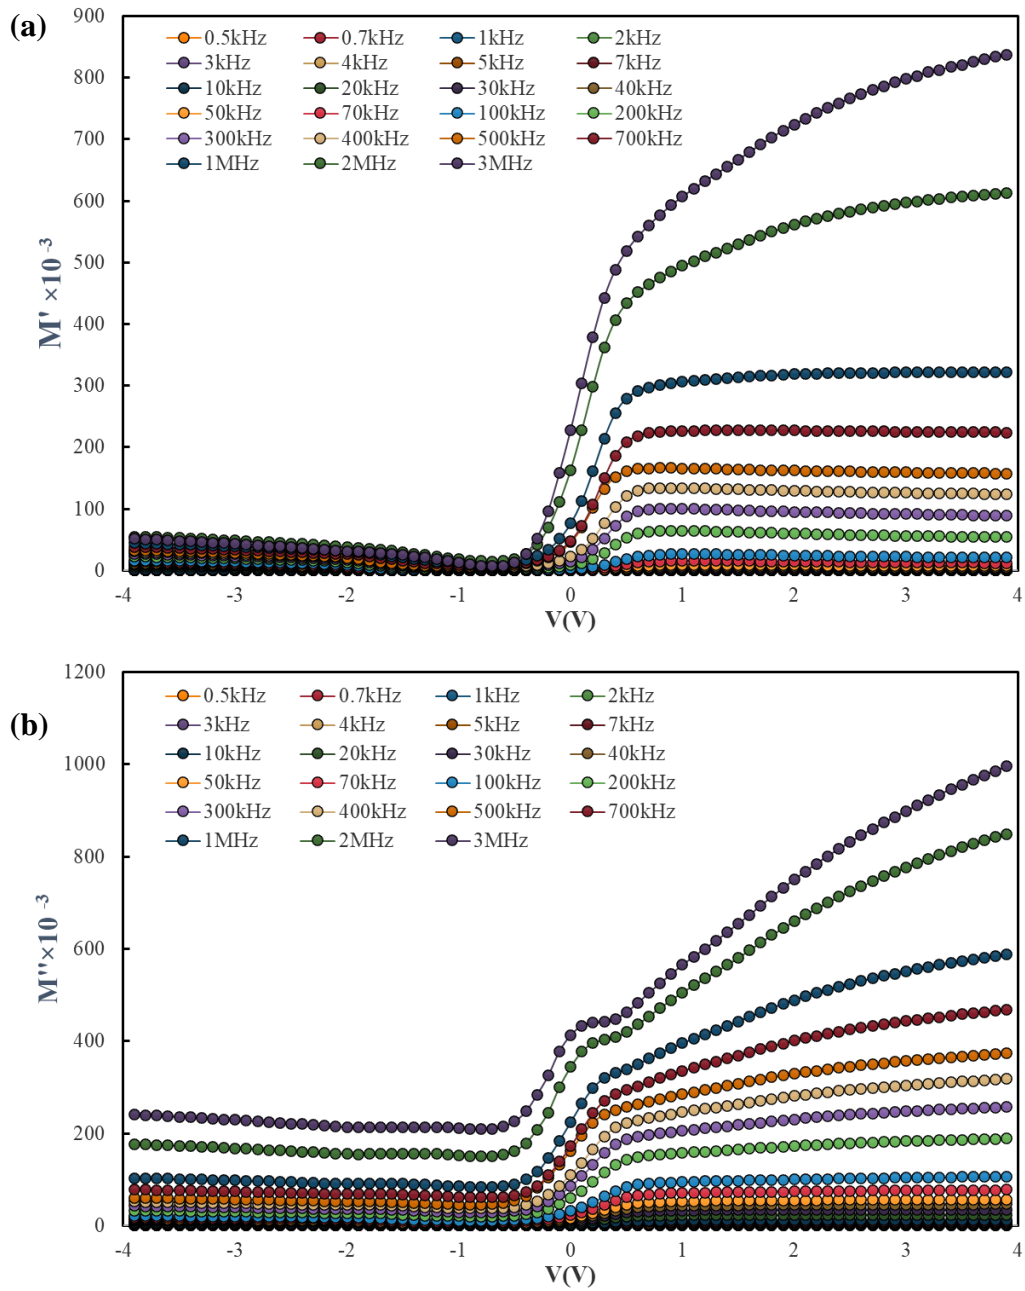 (a)
900
800
700
600
500
400
300
200
100
0
M' ×10 -3
0.5kHz 0.7kHz 1kHz 2kHz
3kHz 4kHz 5kHz 7kHz
10kHz 20kHz 30kHz 40kHz
50kHz 70kHz 100kHz 200kHz
300kHz 400kHz 500kHz 700kHz
1MHz 2MHz 3MHz
-4 -3 -2 -1 0 1 2 3 4
V(V)
(b)
1200
1000
800
600
400
200
0
M''×10 -3
0.5kHz 0.7kHz 1kHz 2kHz
3kHz 4kHz 5kHz 7kHz
10kHz 20kHz 30kHz 40kHz
50kHz 70kHz 100kHz 200kHz
300kHz 400kHz 500kHz 700kHz
1MHz 2MHz 3MHz
-4 -3 -2 -1 0 1 2 3 4
V(V)